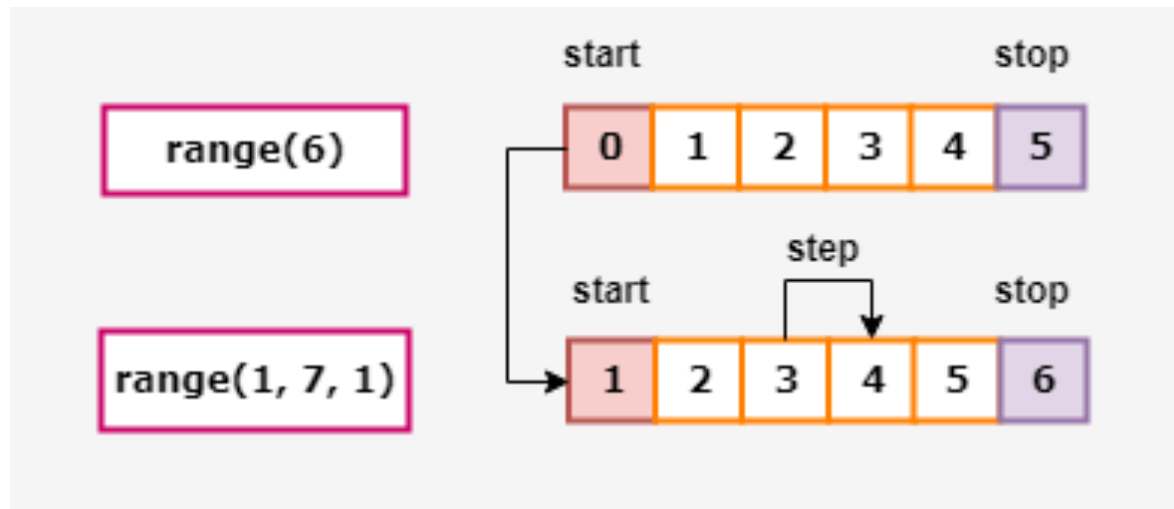 start stop
range(6) 0 1 2 3 4 5
step
start stop
range(1, 7, 1) 1 2 3 4 5 6